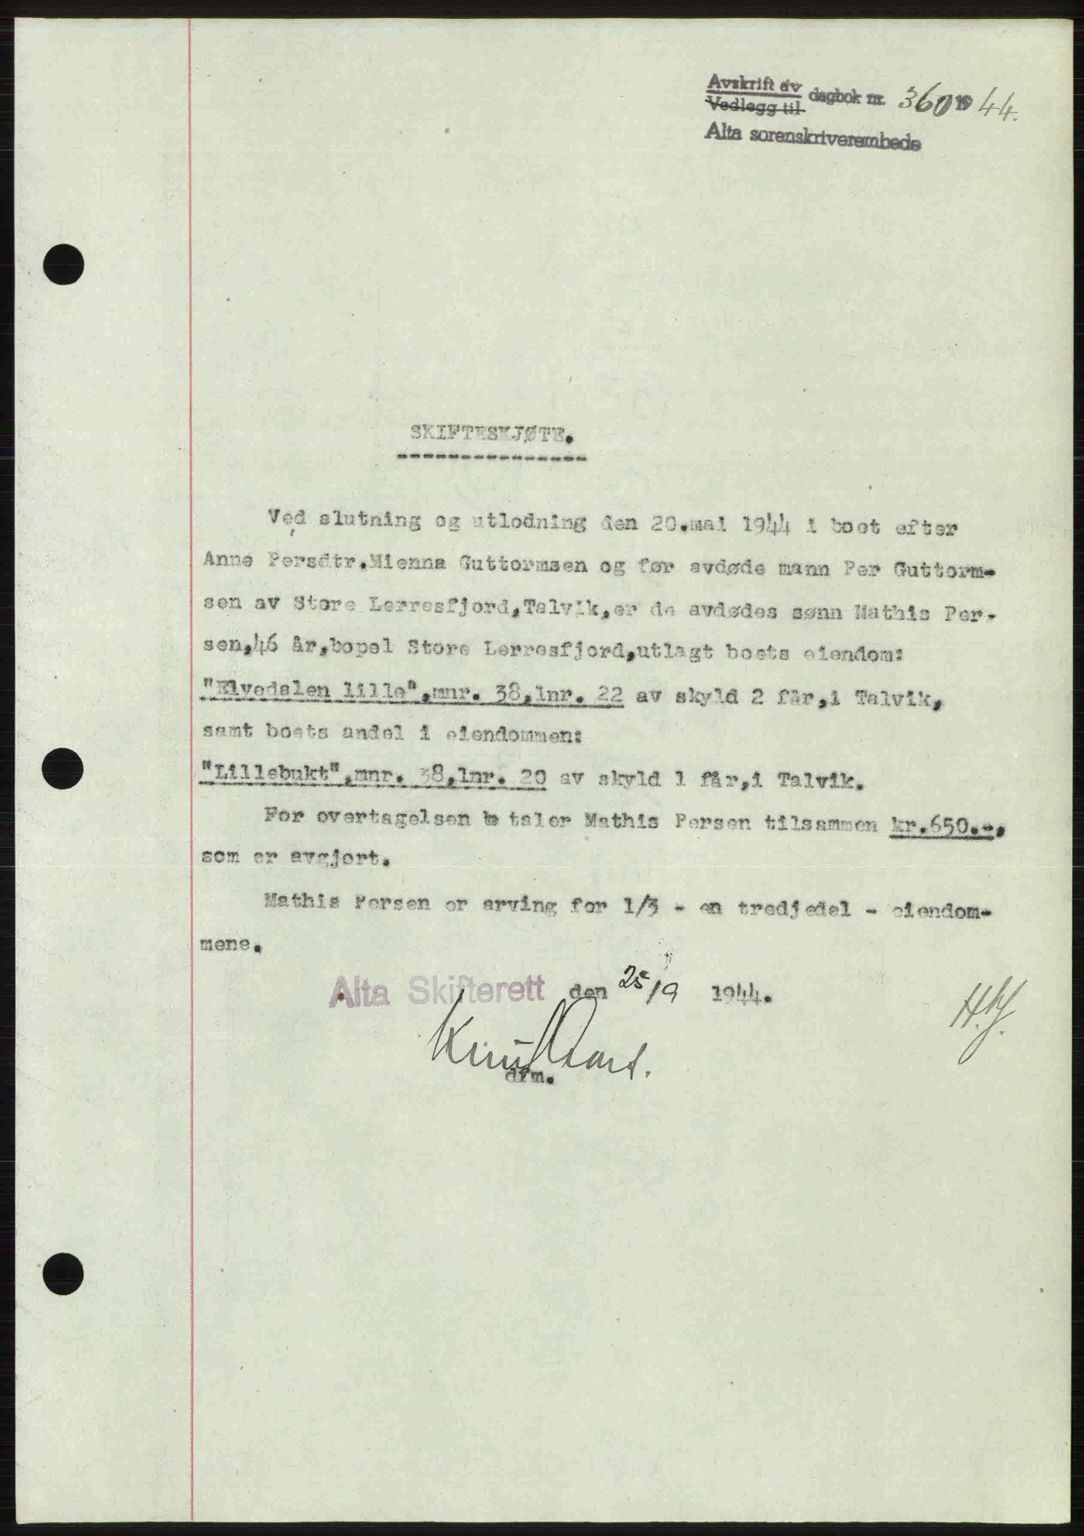 Avskrift av
Vedlegg til dagbok nr. 360 19 44.
Alta sorenskriverembede
SKIFTESKJØTE.
Ved slutning og utlodning den 20.mai 1944 i boet efter
Anne Persdtr.Mienna Guttormsen og før avdøde mann Per Guttorm-
sen av Store Lerresfjord,Talvik,er de avdødes sønn Mathis Per-
sen,46 år,bopel Store Lerresfjord,utlagt boets eiendom:
"Elvedalen lille",mnr. 38,lnr. 22 av skyld 2 før,i Talvik,
samt boets andel i eiendommen:
"Lillebukt",mnr. 38,lnr. 20 av skyld 1 før,i Talvik.
For overtagelsen be taler Mathis Persen tilsammen kr.650.-,
som er avgjort.
Mathis Persen er arving for 1/3 - en tredjedel - eiendom-
mene.
Alta Skifterett den 25/9 1944.
H.J.
dfm.